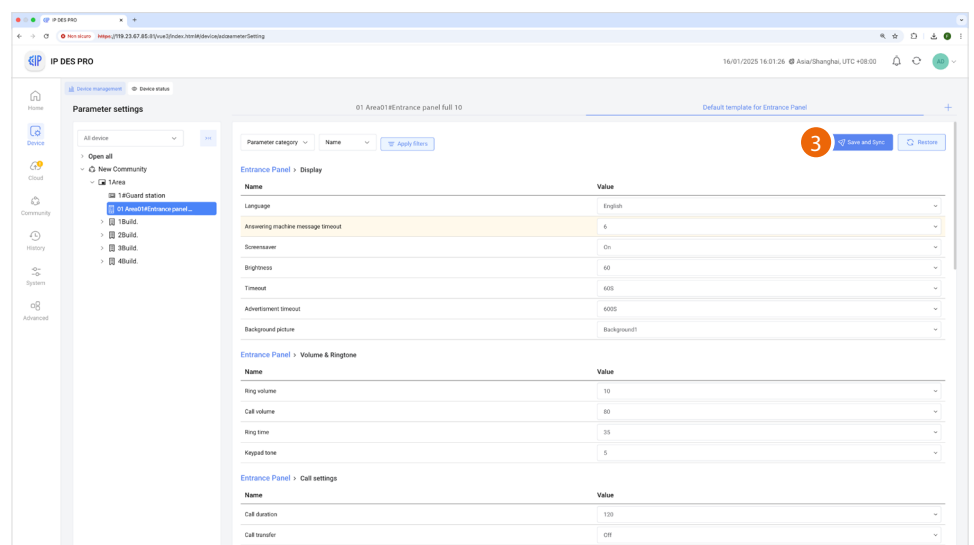 IP DES PRO
Non sicuro https://119.23.67.85:81/vue3/index.html#/device/adzeameterSetting
IP DES PRO
16/01/2025 16:01:26 @ Asia/Shanghai, UTC +08:00
AD
Device management Device status
Home
Device
Cloud
Community
History
System
Advanced
Parameter settings
All device
Open all
New Community
1Area
1#Guard station
01 Area01#Entrance panel...
1Build.
2Build.
3Build.
4Build.
01 Area01#Entrance panel full 10
Default template for Entrance Panel
Parameter category Name Apply filters
3 Save and Sync Restore
Entrance Panel > Display
Name Value
Language English
Answering machine message timeout 6
Screensaver On
Brightness 60
Timeout 60S
Advertisment timeout 600S
Background picture Background1
Entrance Panel > Volume & Ringtone
Name Value
Ring volume 10
Call volume 80
Ring time 35
Keypad tone 5
Entrance Panel > Call settings
Name Value
Call duration 120
Call transfer Off